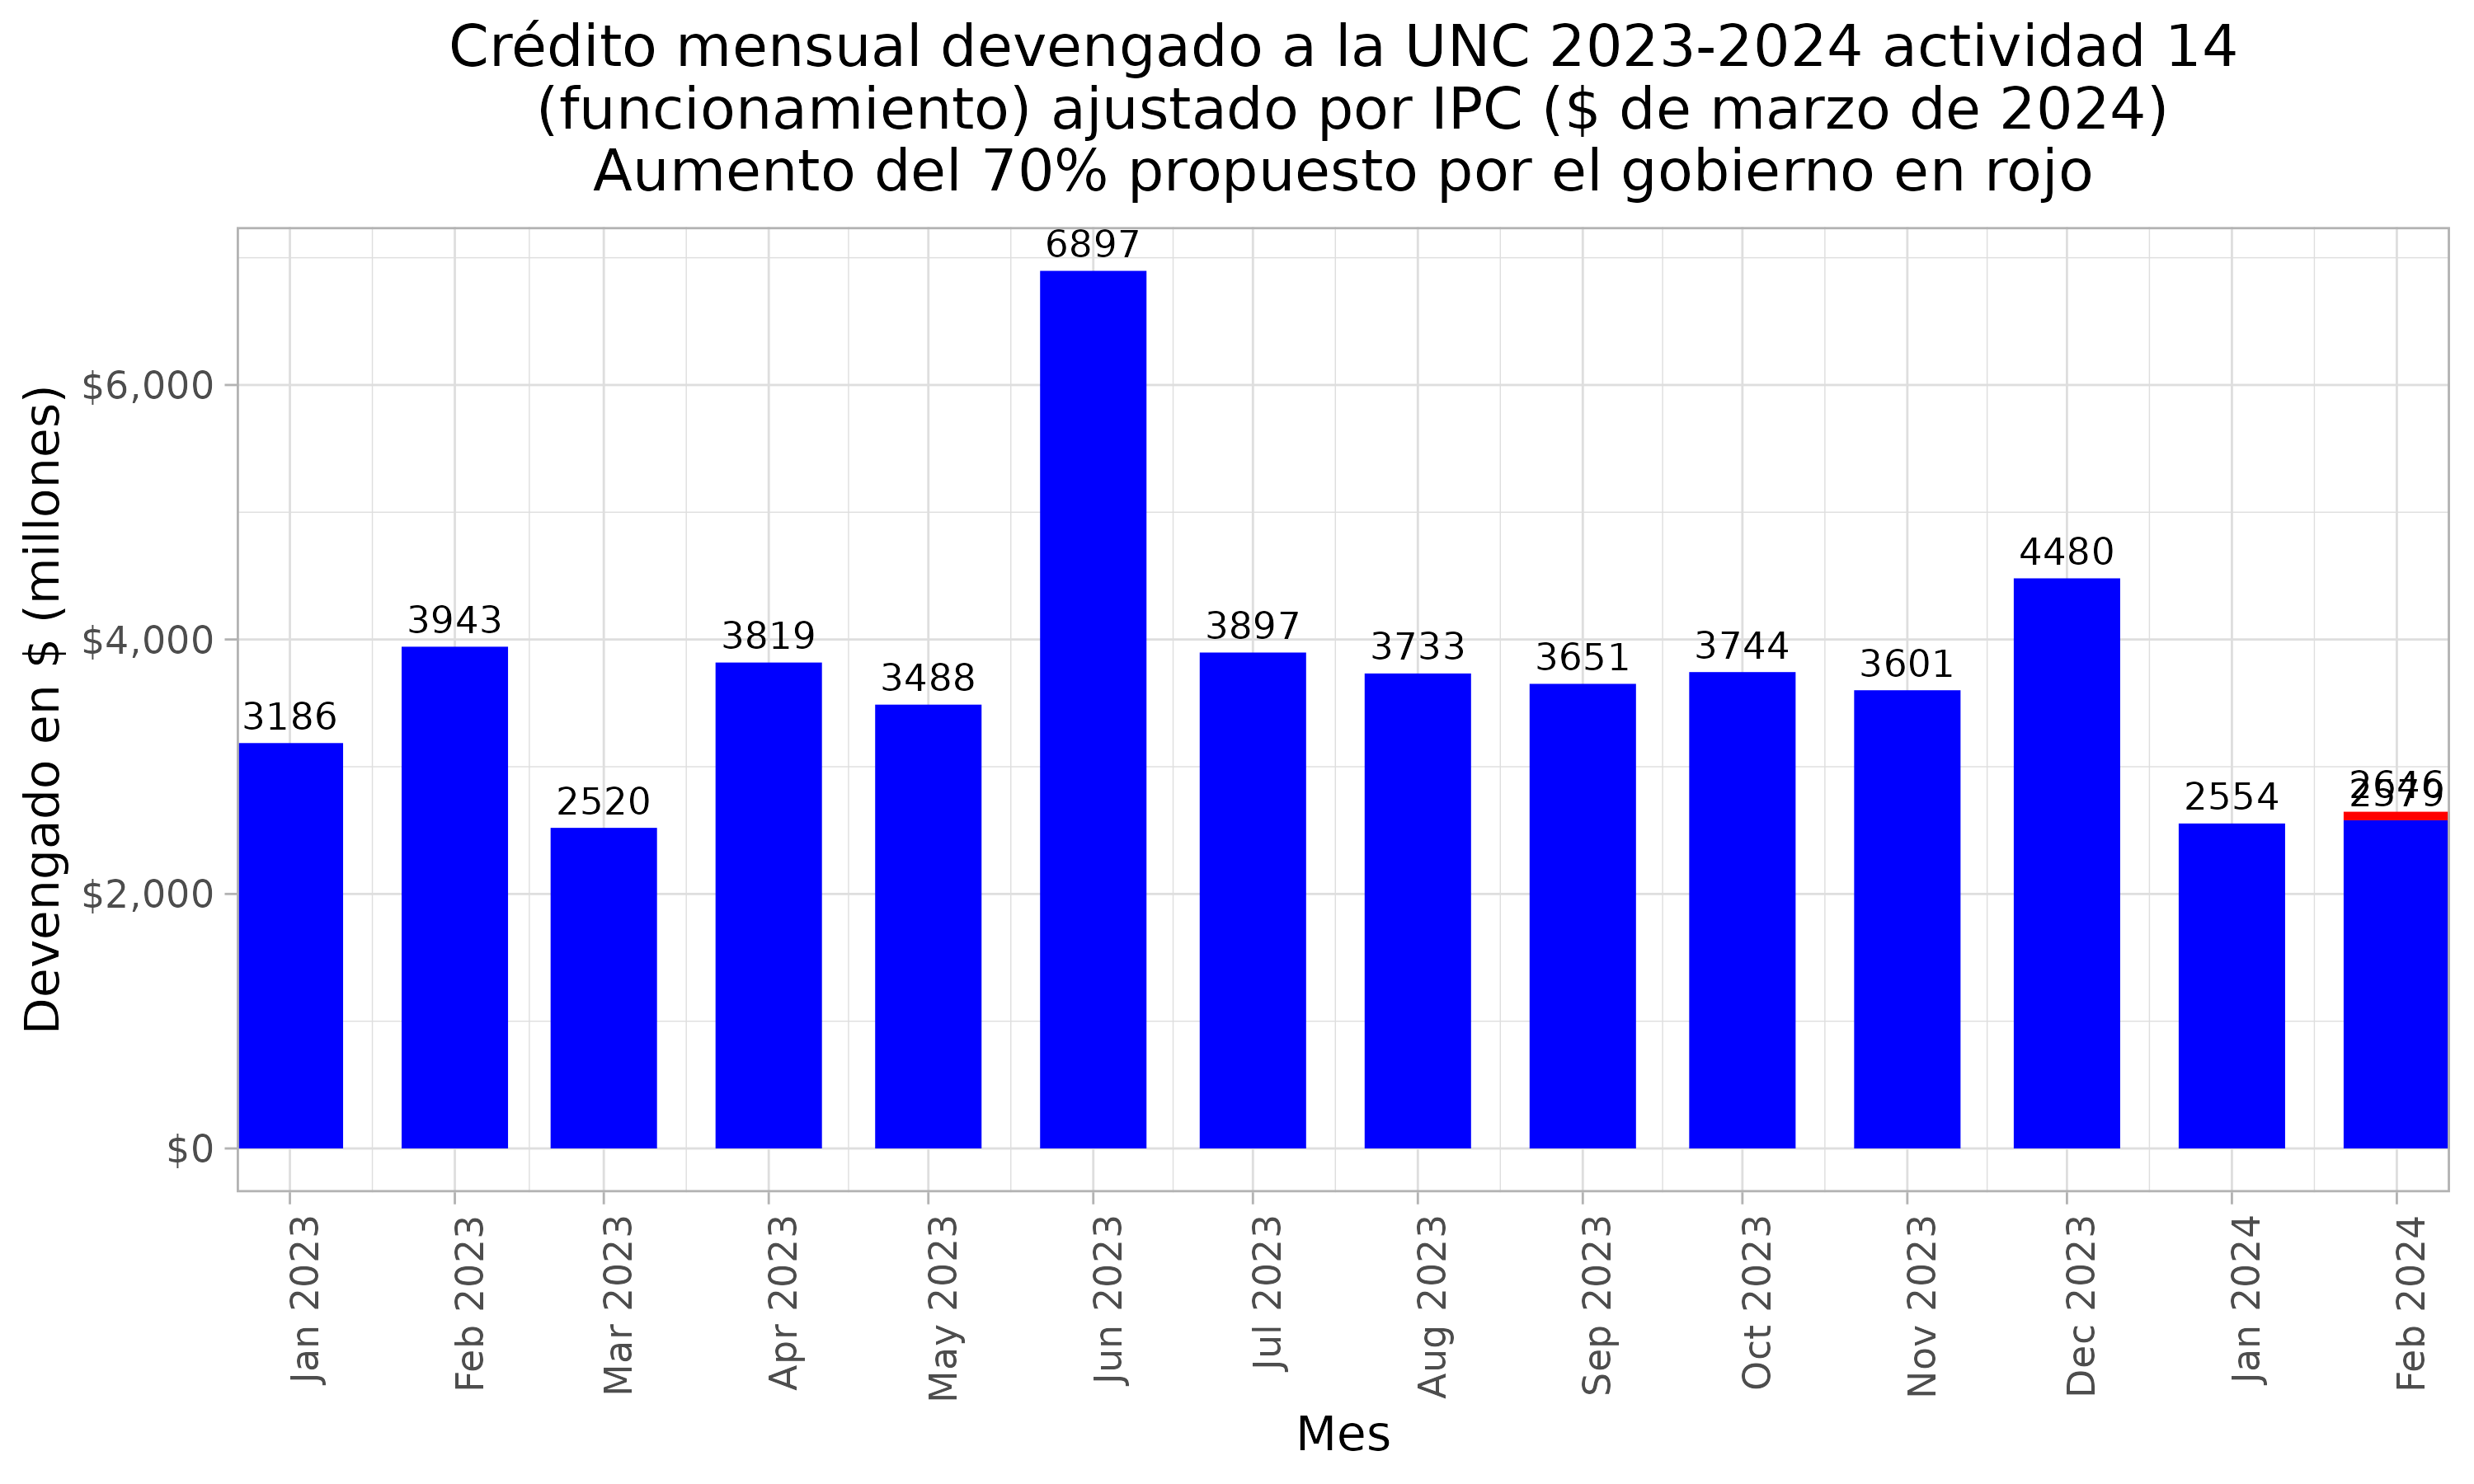 Crédito mensual devengado a la UNC 2023-2024 actividad 14
(funcionamiento) ajustado por IPC ($ de marzo de 2024)
Aumento del 70% propuesto por el gobierno en rojo
Devengado en $ (millones)
$6,000
$4,000
$2,000
$0
3186
3943
2520
3819
3488
6897
3897
3733
3651
3744
3601
4480
2554
2646
2579
Jan 2023
Feb 2023
Mar 2023
Apr 2023
May 2023
Jun 2023
Jul 2023
Aug 2023
Sep 2023
Oct 2023
Nov 2023
Dec 2023
Jan 2024
Feb 2024
Mes